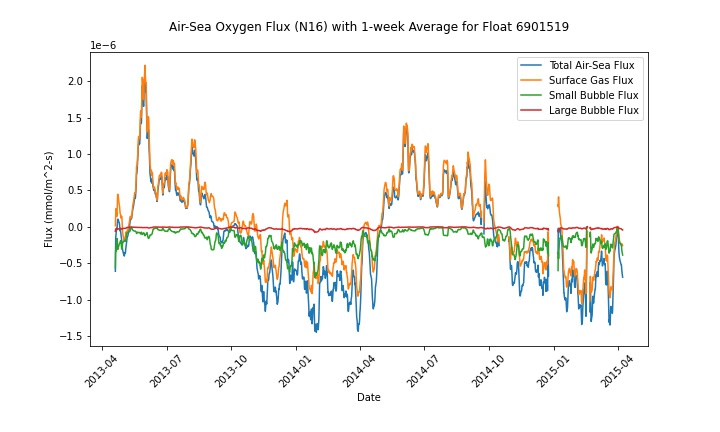 Air-Sea Oxygen Flux (N16) with 1-week Average for Float 6901519
1e−6
Total Air-Sea Flux
Surface Gas Flux
Small Bubble Flux
Large Bubble Flux
2.0
1.5
1.0
0.5
0.0
−0.5
−1.0
−1.5
Flux (mmol/m^2-s)
2013-04
2013-07
2013-10
2014-01
2014-04
2014-07
2014-10
2015-01
2015-04
Date